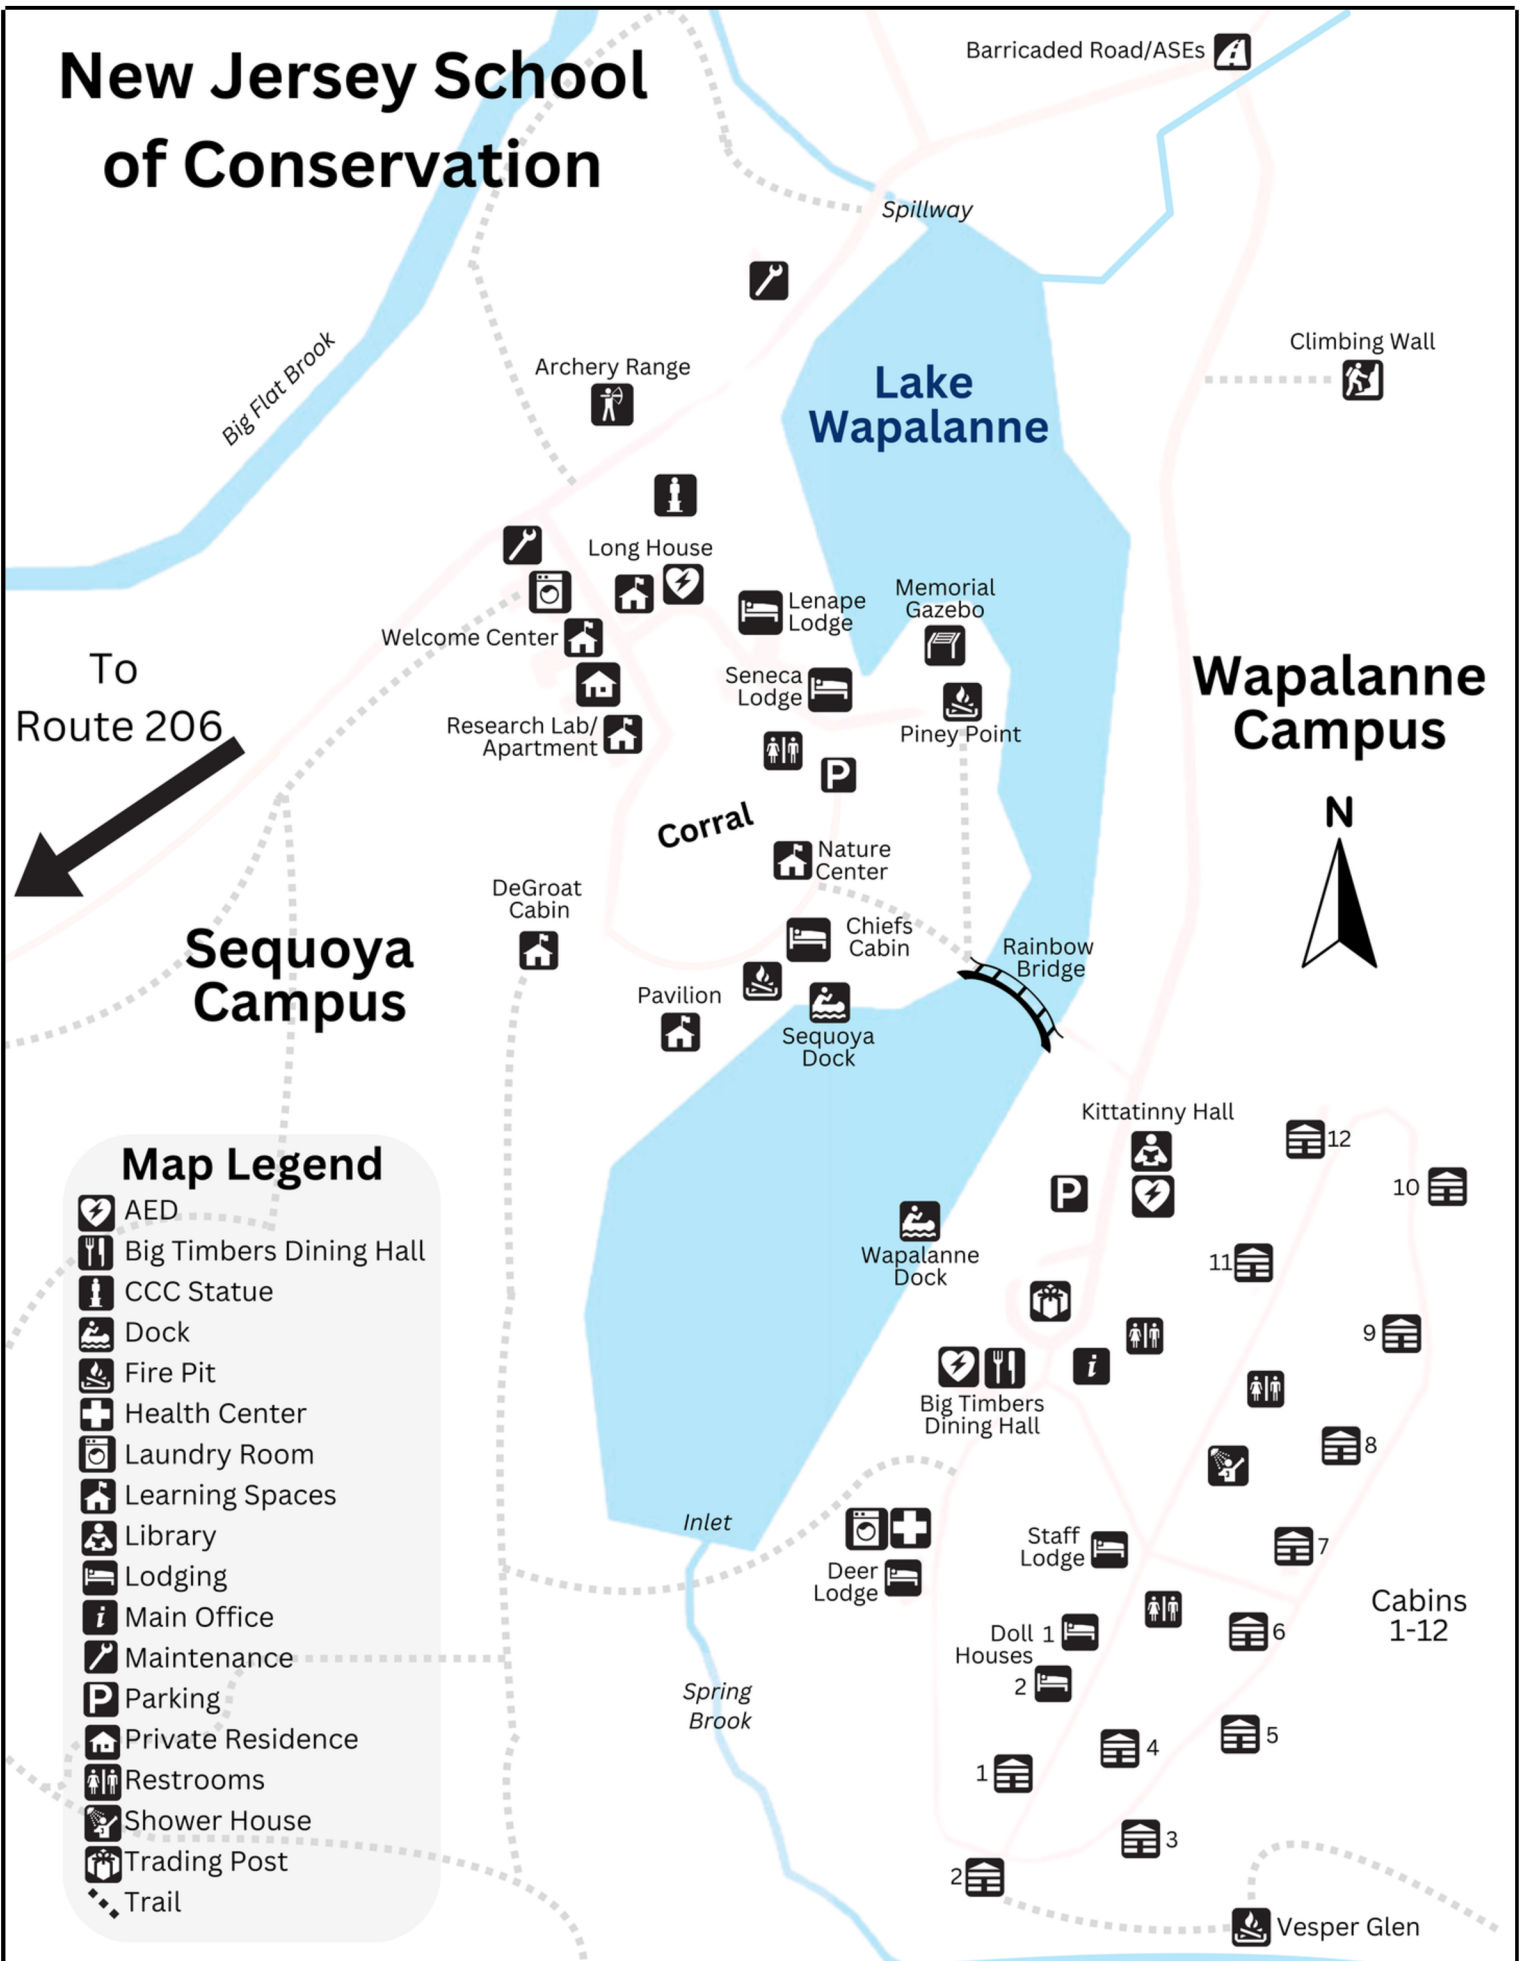 New Jersey School
of Conservation
Barricaded Road/ASEs
Spillway
Big Flat Brook
Climbing Wall
Archery Range
Lake
Wapalanne
Long House
Lenape
Lodge
Memorial
Gazebo
Welcome Center
To
Route 206
Seneca
Lodge
Wapalanne
Campus
Research Lab/
Apartment
Piney Point
P
Corral
N
Nature
Center
DeGroat
Cabin
Sequoya
Campus
Chiefs
Cabin
Rainbow
Bridge
Pavilion
Sequoya
Dock
Kittatinny Hall
12
P
10
Wapalanne
Dock
11
9
i
Big Timbers
Dining Hall
8
Inlet
Staff
Lodge
7
Deer
Lodge
Cabins
1-12
Doll
Houses
1
2
6
Spring
Brook
5
4
1
3
2
Vesper Glen
Map Legend
AED
Big Timbers Dining Hall
CCC Statue
Dock
Fire Pit
Health Center
Laundry Room
Learning Spaces
Library
Lodging
i Main Office
Maintenance
P Parking
Private Residence
Restrooms
Shower House
Trading Post
Trail